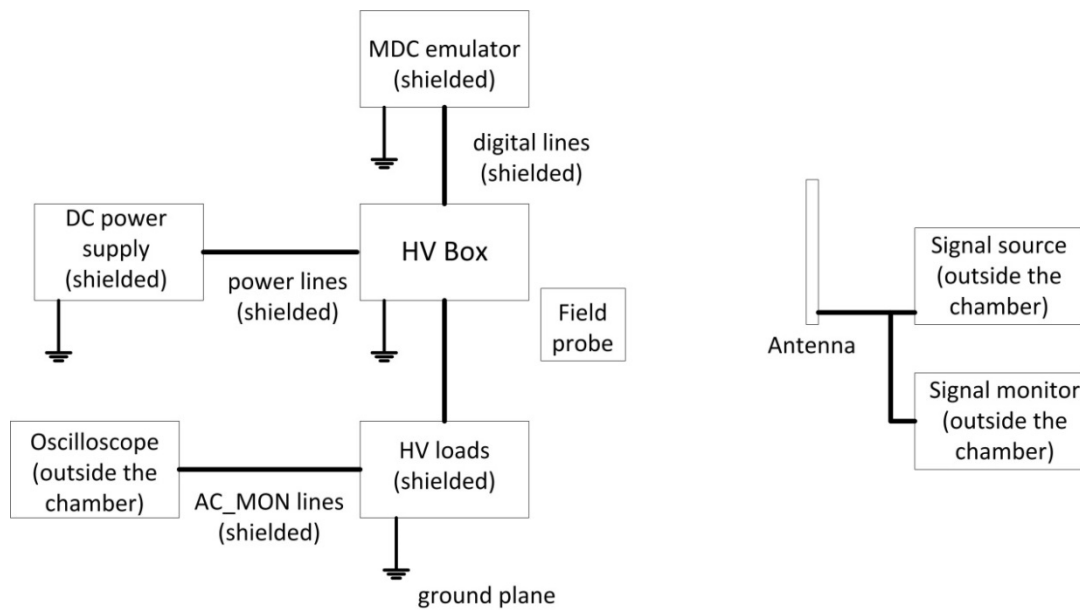 MDC emulator
(shielded)
digital lines
(shielded)
DC power
supply
(shielded)
power lines
(shielded)
HV Box
Field
probe
Antenna
Signal source
(outside the
chamber)
Signal monitor
(outside the
chamber)
Oscilloscope
(outside the
chamber)
AC_MON lines
(shielded)
HV loads
(shielded)
ground plane